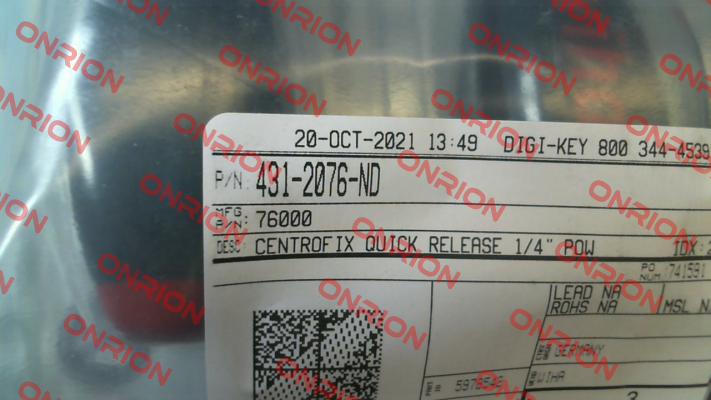 20-OCT-2021 13:49 DIGI-KEY 800 344-4539
P/N: 431-2076-ND
MFG P/N: 76000
DESC: CENTROFIX QUICK RELEASE 1/4" POW IDX:
PO NUM: 741591
LEAD NA
ROHS NA
MSL
GERMANY
WIHA
ONRION